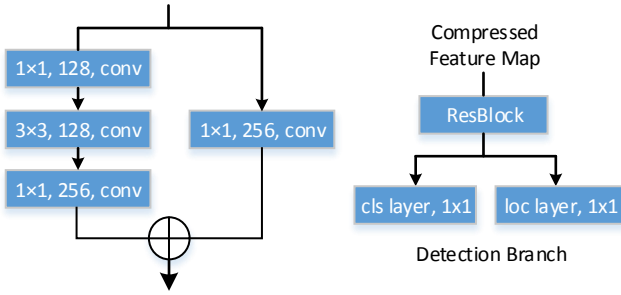 1×1, 128, conv
3×3, 128, conv
1×1, 256, conv
1×1, 256, conv
Compressed
Feature Map
ResBlock
cls layer, 1x1
loc layer, 1x1
Detection Branch